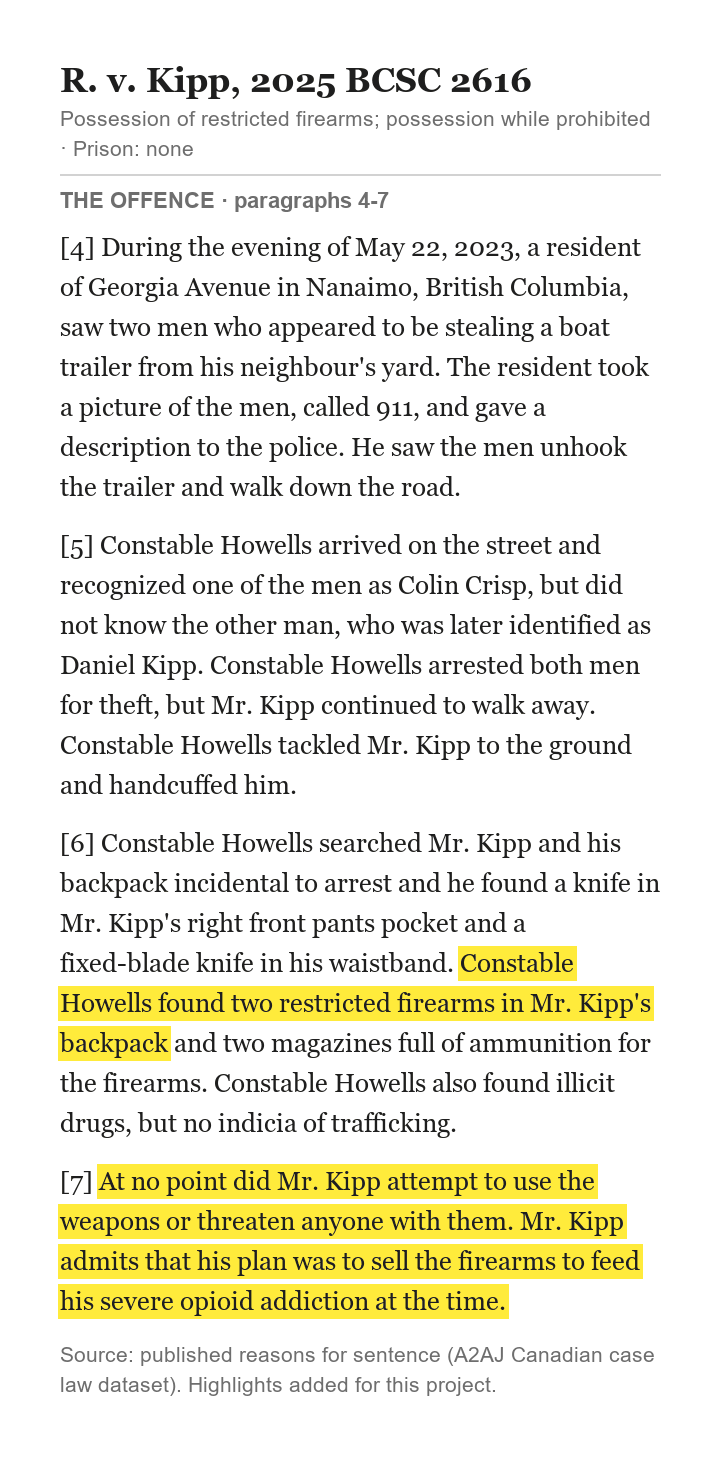 R. v. Kipp, 2025 BCSC 2616
Possession of restricted firearms; possession while prohibited
· Prison: none
THE OFFENCE · paragraphs 4-7
[4] During the evening of May 22, 2023, a resident
of Georgia Avenue in Nanaimo, British Columbia,
saw two men who appeared to be stealing a boat
trailer from his neighbour's yard. The resident took
a picture of the men, called 911, and gave a
description to the police. He saw the men unhook
the trailer and walk down the road.
[5] Constable Howells arrived on the street and
recognized one of the men as Colin Crisp, but did
not know the other man, who was later identified as
Daniel Kipp. Constable Howells arrested both men
for theft, but Mr. Kipp continued to walk away.
Constable Howells tackled Mr. Kipp to the ground
and handcuffed him.
[6] Constable Howells searched Mr. Kipp and his
backpack incidental to arrest and he found a knife in
Mr. Kipp's right front pants pocket and a
fixed-blade knife in his waistband. Constable
Howells found two restricted firearms in Mr. Kipp's
backpack and two magazines full of ammunition for
the firearms. Constable Howells also found illicit
drugs, but no indicia of trafficking.
[7] At no point did Mr. Kipp attempt to use the
weapons or threaten anyone with them. Mr. Kipp
admits that his plan was to sell the firearms to feed
his severe opioid addiction at the time.
Source: published reasons for sentence (A2AJ Canadian case
law dataset). Highlights added for this project.